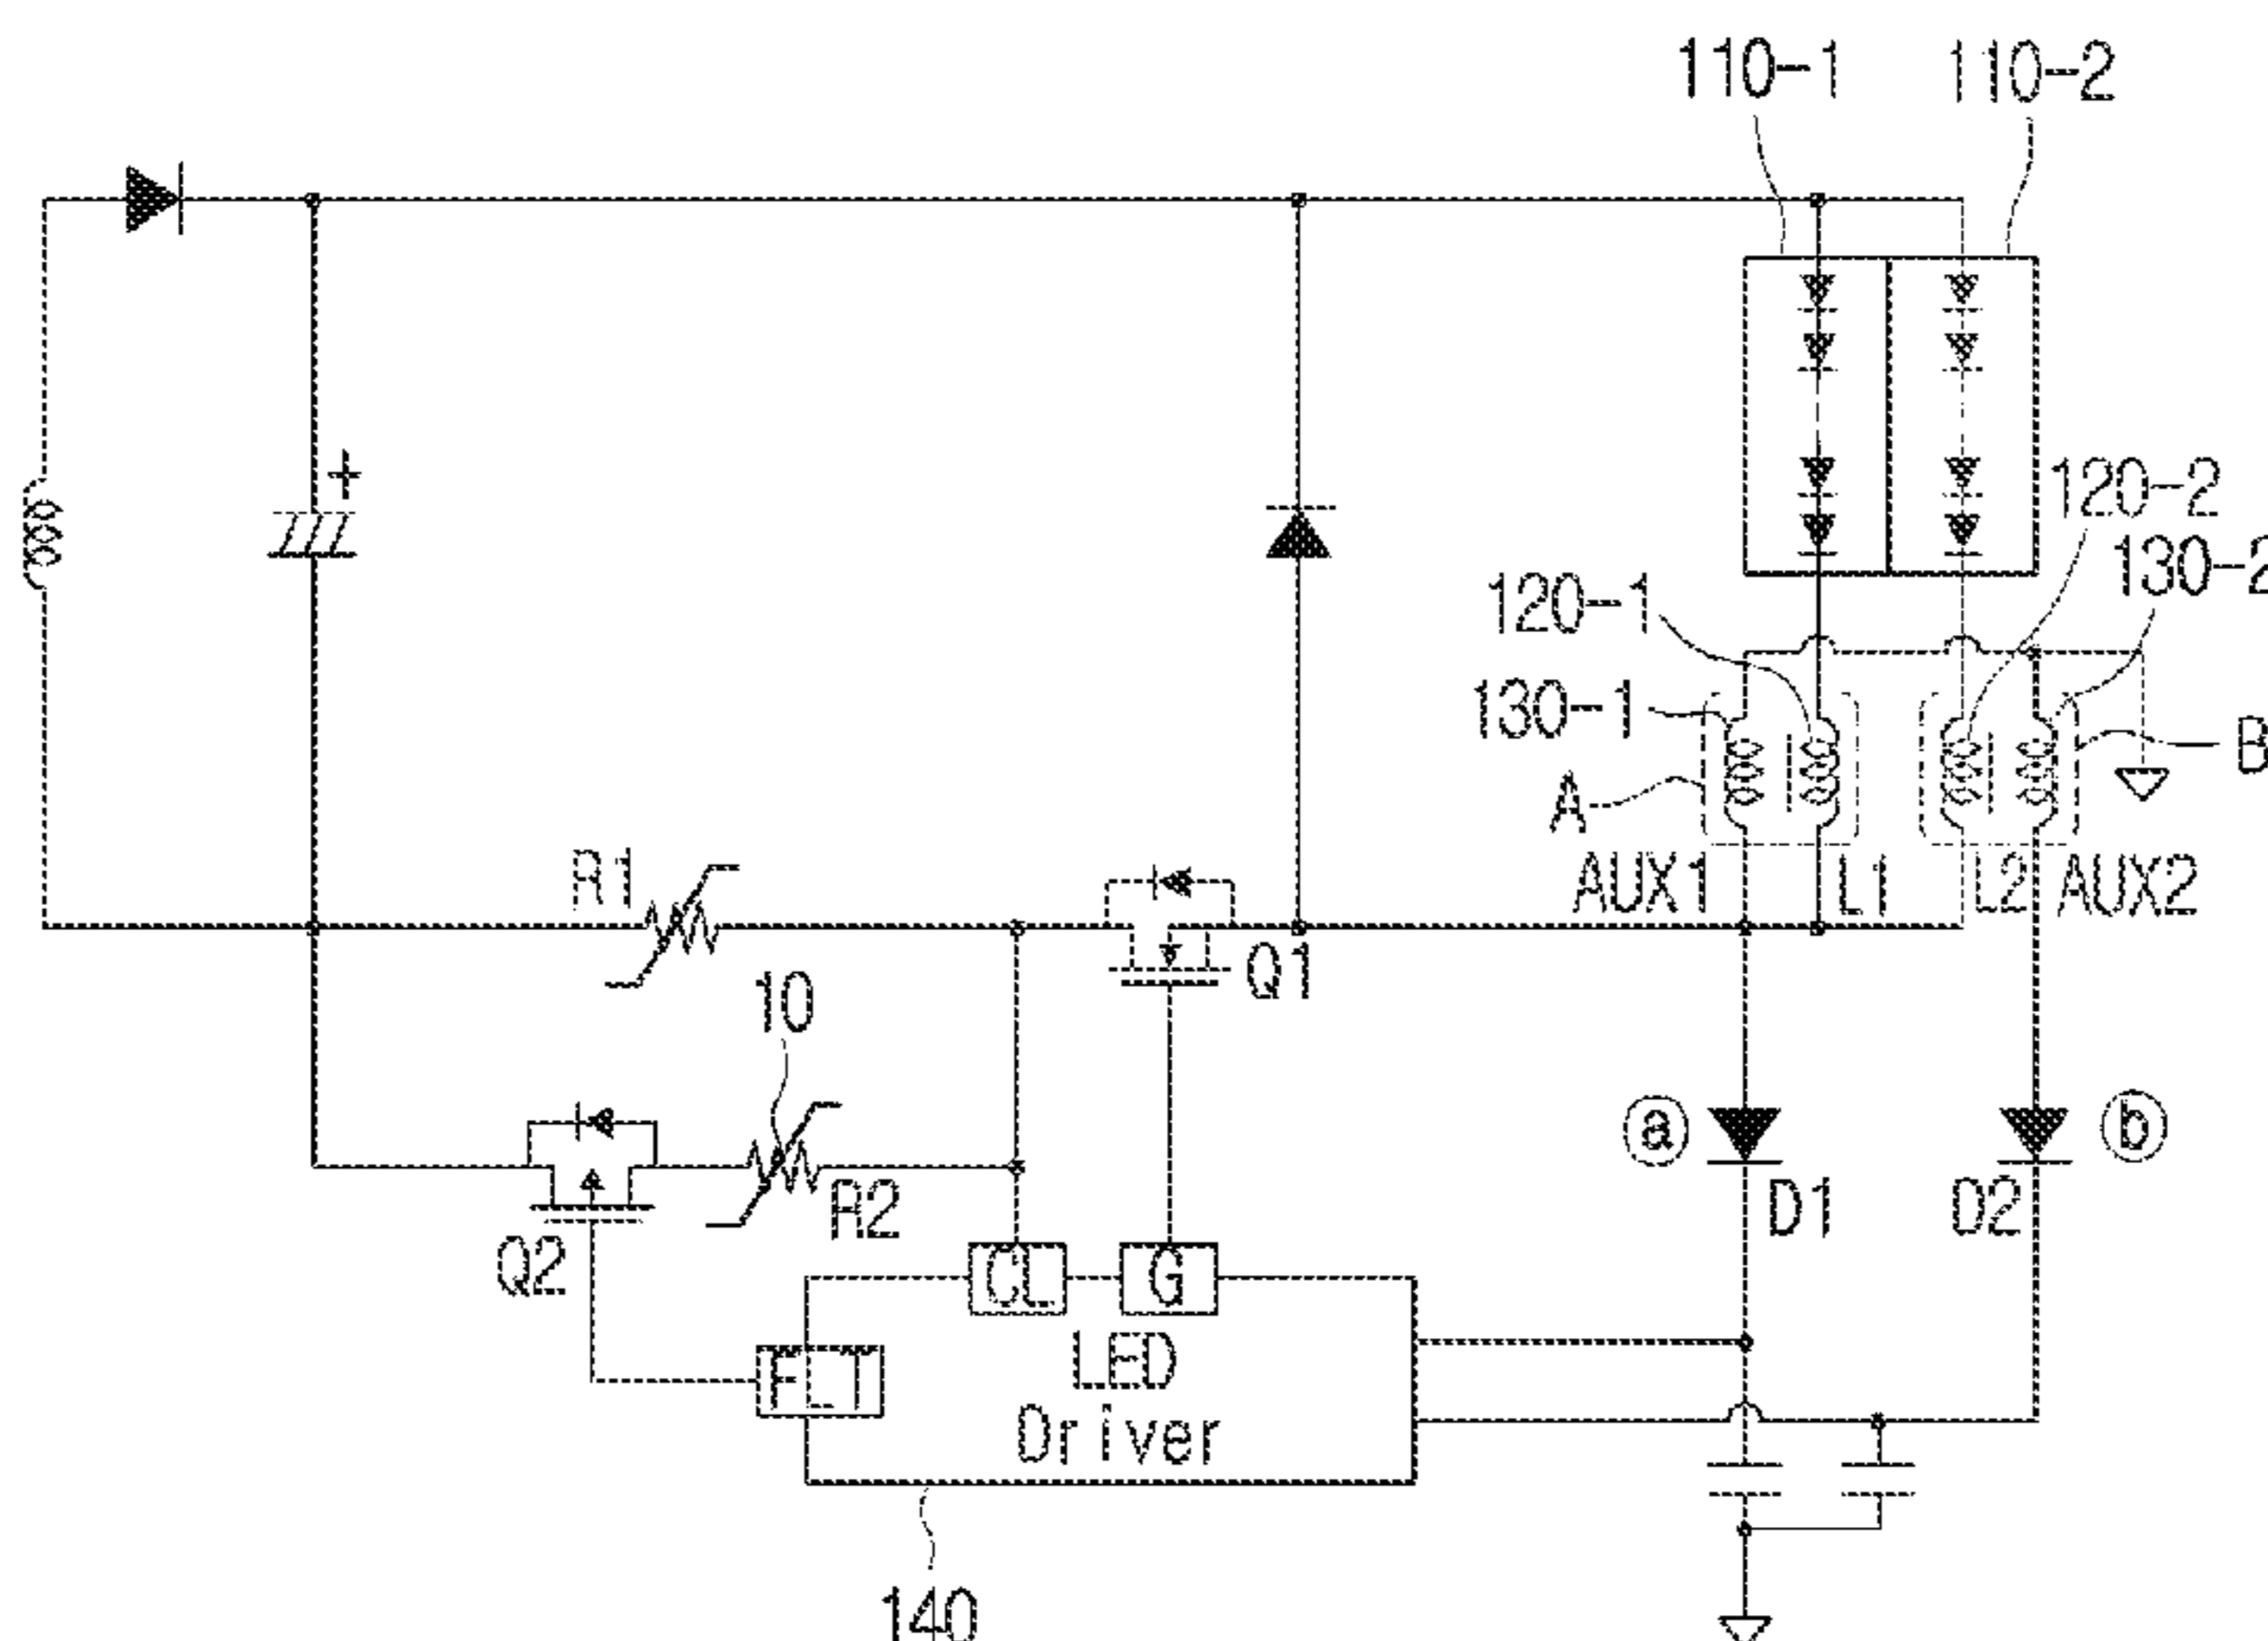 110-1 110-2
+
120-2
130-2
120-1
130-1
A
B
R1
AUX1 L1 L2 AUX2
Q1
10
ⓐ ⓑ
R2
D1 D2
Q2
CL G
LED
FLT
Driver
140